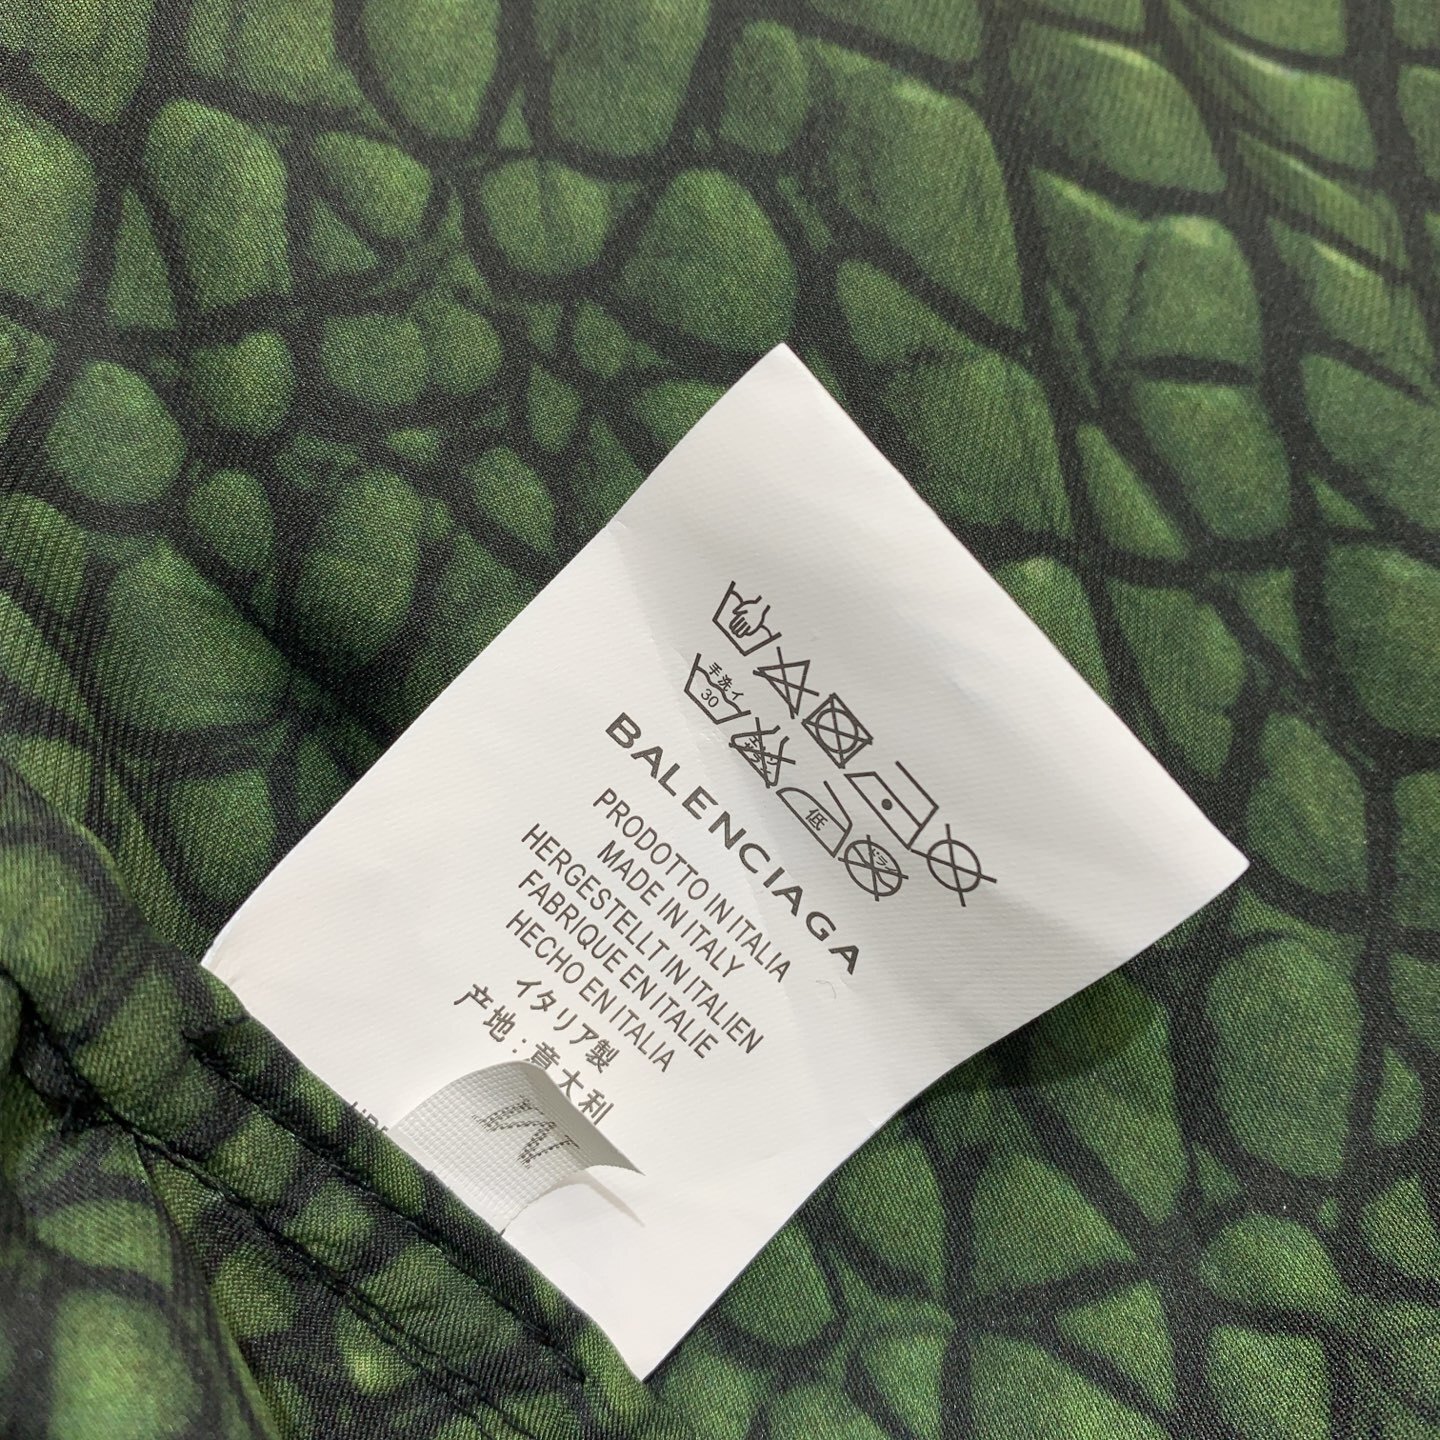 手洗イ
30
低
BALENCIAGA
PRODOTTO IN ITALIA
MADE IN ITALY
HERGESTELLT IN ITALIEN
FABRIQUE EN ITALIE
HECHO EN ITALIA
イタリア製
产地：意大利